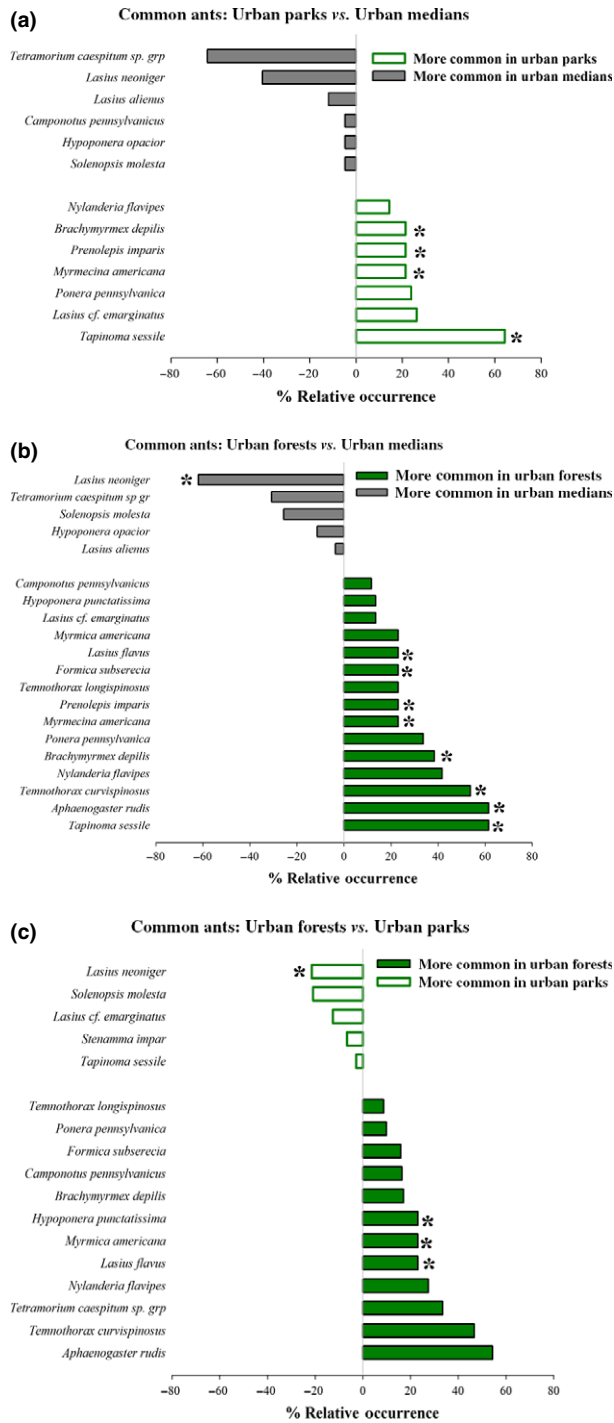 (a)
Common ants: Urban parks vs. Urban medians
Tetramorium caespitum sp. grp
Lasius neoniger
Lasius alienus
Camponotus pennsylvanicus
Hypoponera opacior
Solenopsis molesta
More common in urban parks
More common in urban medians
Nylanderia flavipes
Brachymyrmex depilis *
Prenolepis imparis *
Myrmecina americana *
Ponera pennsylvanica
Lasius cf. emarginatus
Tapinoma sessile *
–80 –60 –40 –20 0 20 40 60 80
% Relative occurrence
(b)
Common ants: Urban forests vs. Urban medians
Lasius neoniger *
Tetramorium caespitum sp gr
Solenopsis molesta
Hypoponera opacior
Lasius alienus
More common in urban forests
More common in urban medians
Camponotus pennsylvanicus
Hypoponera punctatissima
Lasius cf. emarginatus
Myrmica americana
Lasius flavus *
Formica subserecia *
Temnothorax longispinosus
Prenolepis imparis *
Myrmecina americana *
Ponera pennsylvanica
Brachymyrmex depilis *
Nylanderia flavipes
Temnothorax curvispinosus *
Aphaenogaster rudis *
Tapinoma sessile *
–80 –60 –40 –20 0 20 40 60 80
% Relative occurrence
(c)
Common ants: Urban forests vs. Urban parks
Lasius neoniger *
Solenopsis molesta
Lasius cf. emarginatus
Stenamma impar
Tapinoma sessile
More common in urban forests
More common in urban parks
Temnothorax longispinosus
Ponera pennsylvanica
Formica subserecia
Camponotus pennsylvanicus
Brachymyrmex depilis
Hypoponera punctatissima *
Myrmica americana *
Lasius flavus *
Nylanderia flavipes
Tetramorium caespitum sp. grp
Temnothorax curvispinosus
Aphaenogaster rudis
–80 –60 –40 –20 0 20 40 60 80
% Relative occurrence